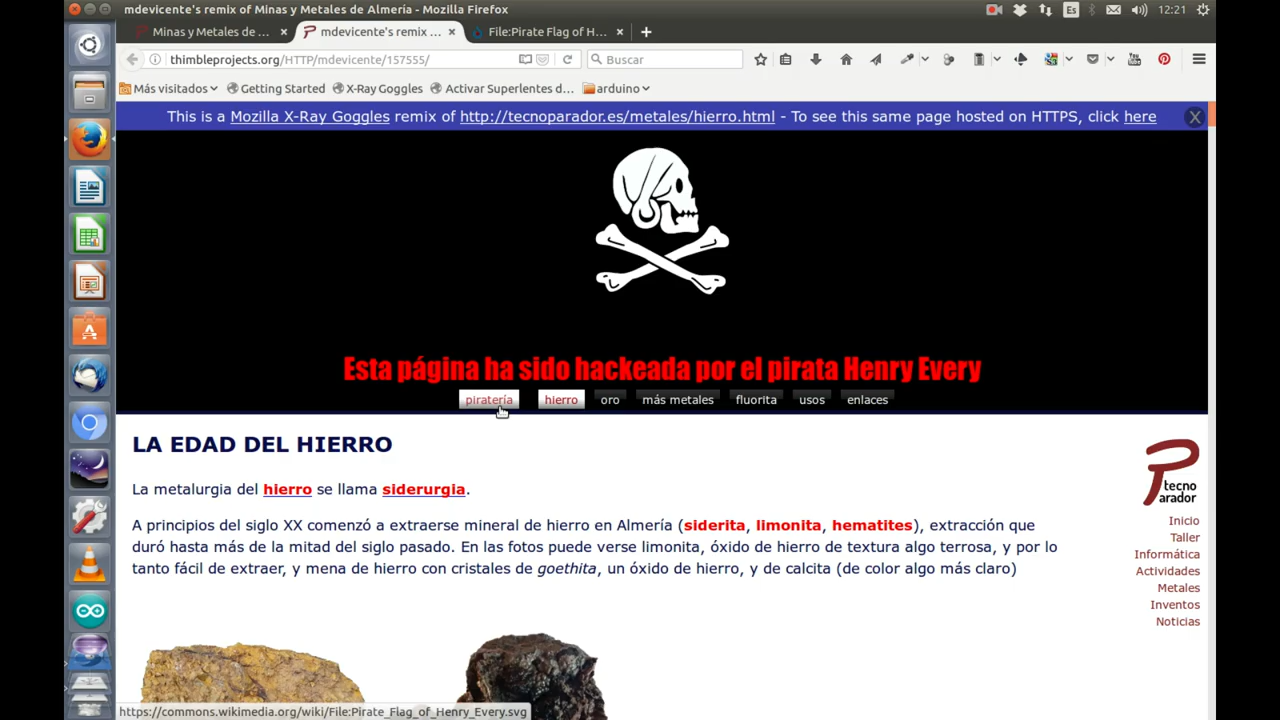 mdevicente's remix of Minas y Metales de Almería - Mozilla Firefox
Es
12:21
Minas y Metales de ...
mdevicente's remix ...
File:Pirate Flag of H...
thimbleprojects.org/HTTP/mdevicente/157555/
Buscar
Más visitados
Getting Started
X-Ray Goggles
Activar Superlentes d...
arduino
This is a Mozilla X-Ray Goggles remix of http://tecnoparador.es/metales/hierro.html - To see this same page hosted on HTTPS, click here
X
Esta página ha sido hackeada por el pirata Henry Every
piratería
hierro
oro
más metales
fluorita
usos
enlaces
LA EDAD DEL HIERRO
La metalurgia del hierro se llama siderurgia.
A principios del siglo XX comenzó a extraerse mineral de hierro en Almería (siderita, limonita, hematites), extracción que
duró hasta más de la mitad del siglo pasado. En las fotos puede verse limonita, óxido de hierro de textura algo terrosa, y por lo
tanto fácil de extraer, y mena de hierro con cristales de goethita, un óxido de hierro, y de calcita (de color algo más claro)
tecno
parador
Inicio
Taller
Informática
Actividades
Metales
Inventos
Noticias
https://commons.wikimedia.org/wiki/File:Pirate_Flag_of_Henry_Every.svg